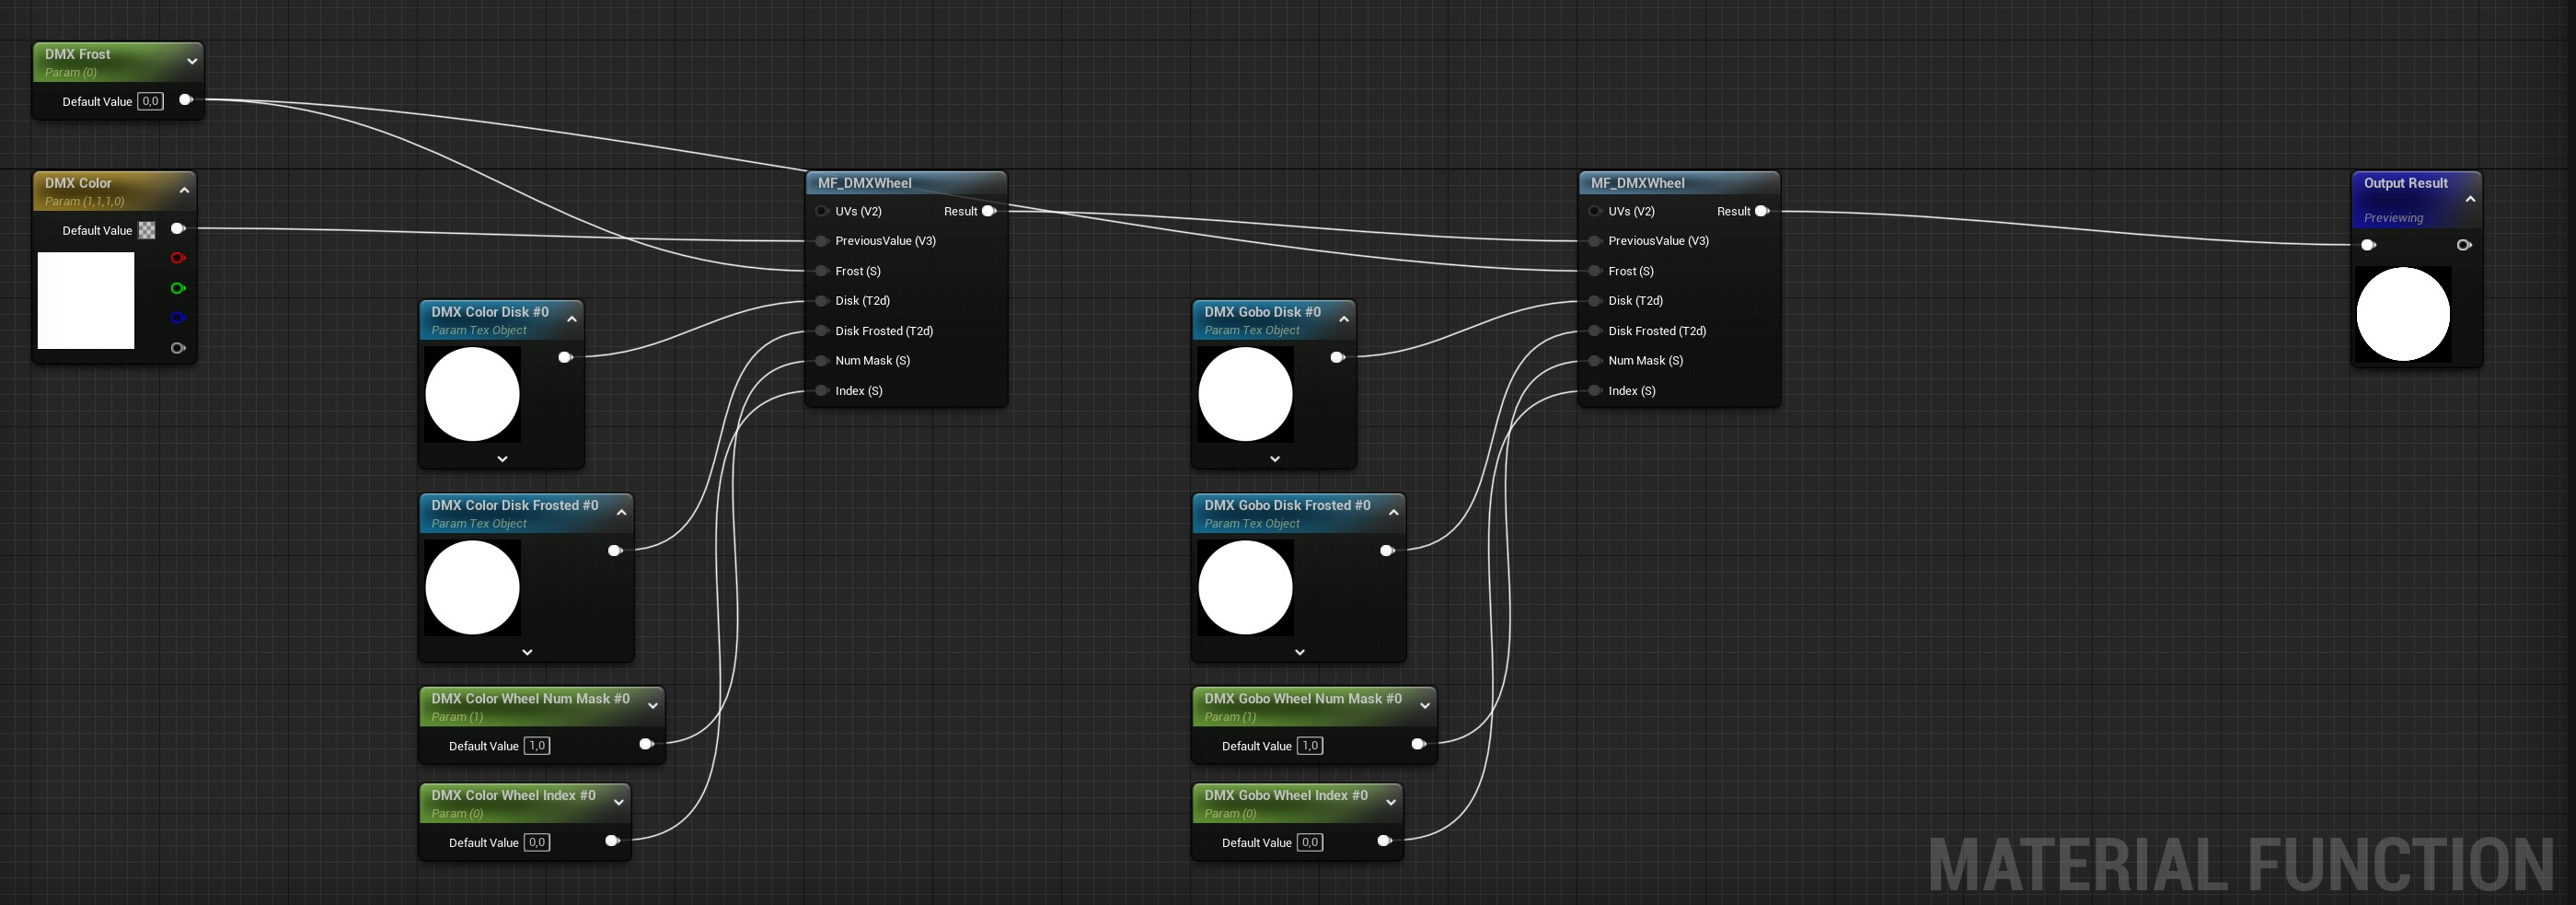 DMX Frost
Param (0)
Default Value 0,0
DMX Color
Param (1,1,1,0)
Default Value
DMX Color Disk #0
Param Tex Object
DMX Color Disk Frosted #0
Param Tex Object
DMX Color Wheel Num Mask #0
Param (1)
Default Value 1,0
DMX Color Wheel Index #0
Param (0)
Default Value 0,0
MF_DMXWheel
UVs (V2) Result
PreviousValue (V3)
Frost (S)
Disk (T2d)
Disk Frosted (T2d)
Num Mask (S)
Index (S)
DMX Gobo Disk #0
Param Tex Object
DMX Gobo Disk Frosted #0
Param Tex Object
DMX Gobo Wheel Num Mask #0
Param (1)
Default Value 1,0
DMX Gobo Wheel Index #0
Param (0)
Default Value 0,0
MF_DMXWheel
UVs (V2) Result
PreviousValue (V3)
Frost (S)
Disk (T2d)
Disk Frosted (T2d)
Num Mask (S)
Index (S)
Output Result
Previewing
MATERIAL FUNCTION